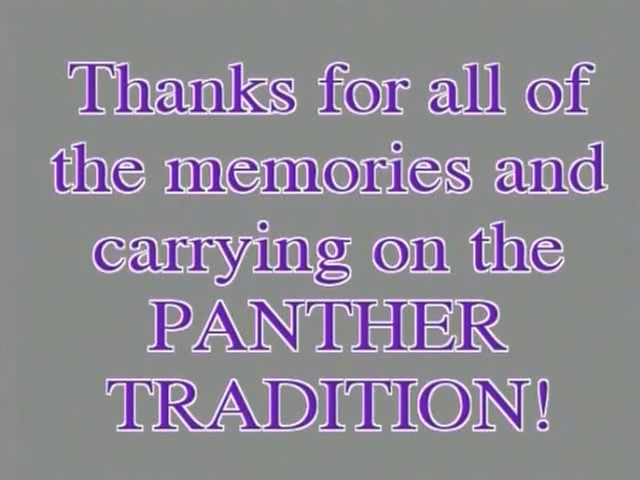 Thanks for all of
the memories and
carrying on the
PANTHER
TRADITION!